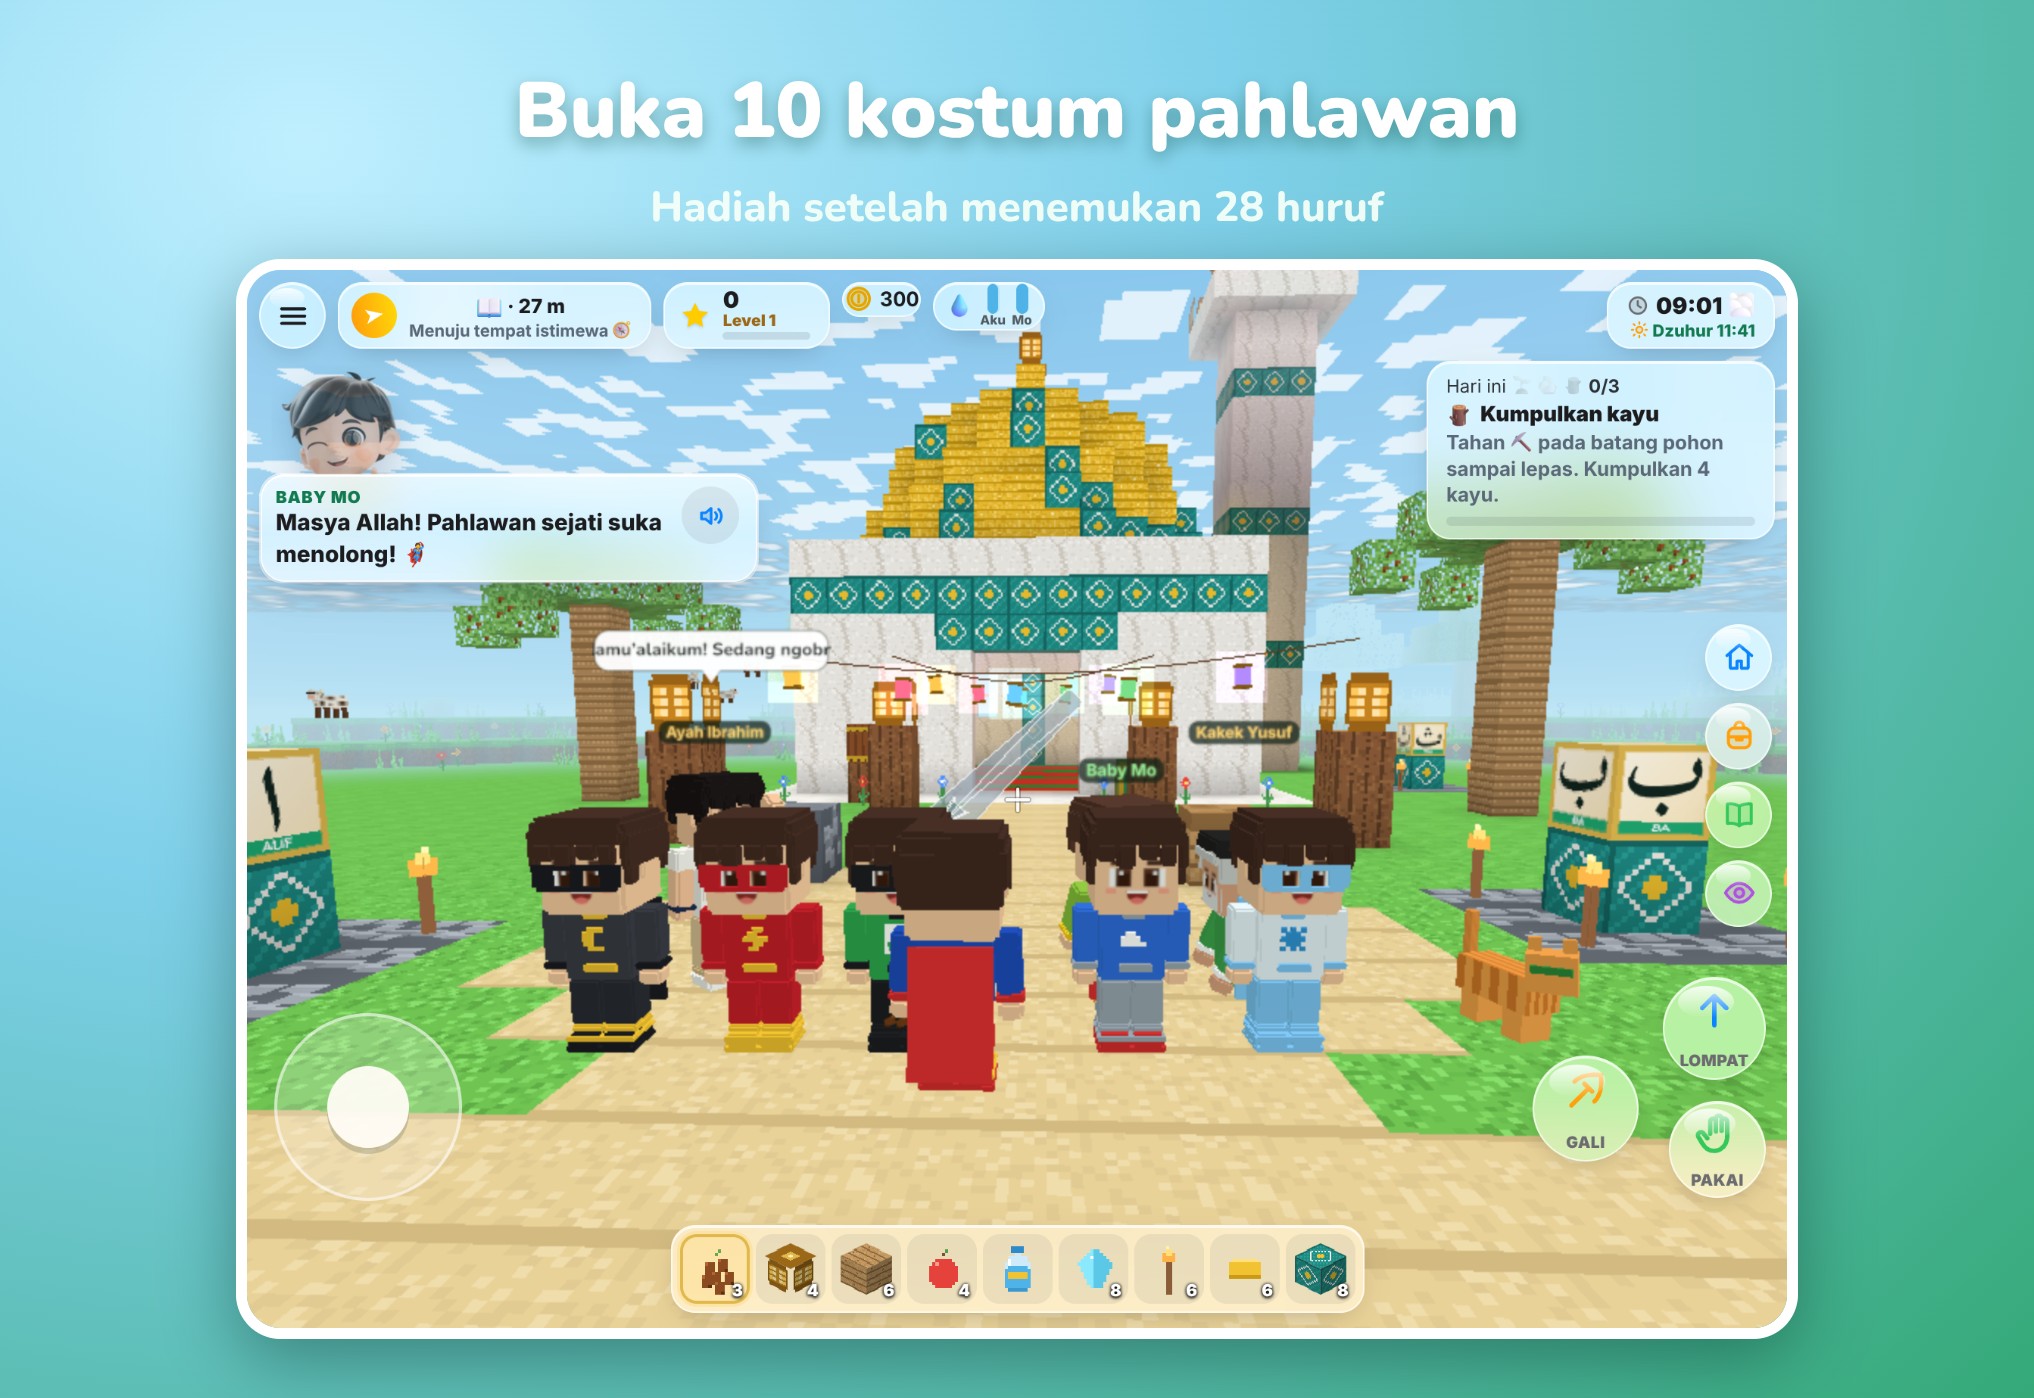 Buka 10 kostum pahlawan
Hadiah setelah menemukan 28 huruf
· 27 m
Menuju tempat istimewa
0
Level 1
300
Aku Mo
09:01
Dzuhur 11:41
Hari ini 0/3
Kumpulkan kayu
Tahan pada batang pohon
sampai lepas. Kumpulkan 4
kayu.
BABY MO
Masya Allah! Pahlawan sejati suka
menolong!
amu'alaikum! Sedang ngobr
Ayah Ibrahim
Kakek Yusuf
Baby Mo
ا
ALIF
ب
BA
ب
BA
ث
LOMPAT
GALI
PAKAI
3
4
6
4
8
6
6
8